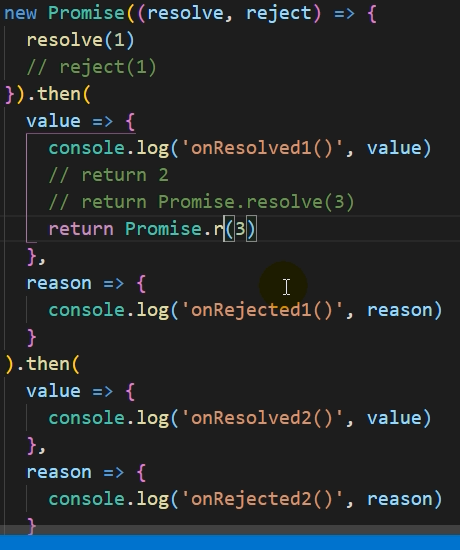 new Promise((resolve, reject) => {
  resolve(1)
  // reject(1)
}).then(
  value => {
    console.log('onResolved1()', value)
    // return 2
    // return Promise.resolve(3)
    return Promise.r(3)
  },
  reason => {
    console.log('onRejected1()', reason)
  }
).then(
  value => {
    console.log('onResolved2()', value)
  },
  reason => {
    console.log('onRejected2()', reason)
  }